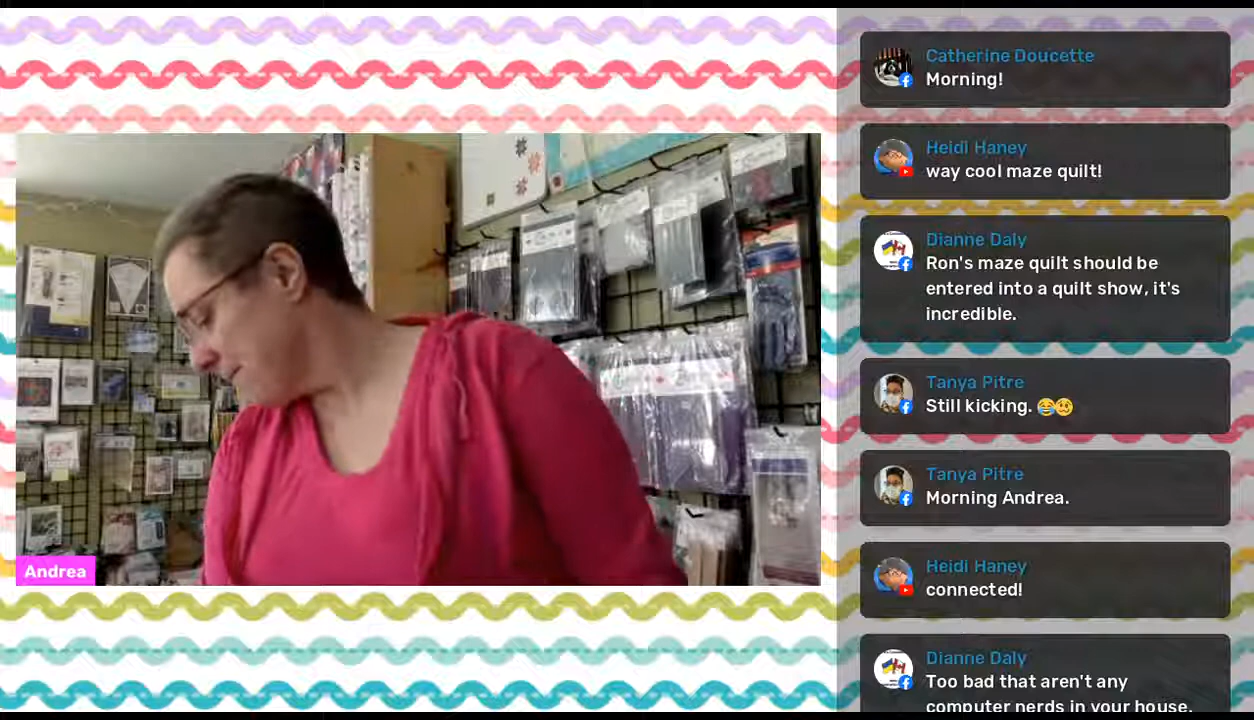 Andrea
Catherine Doucette
Morning!
Heidi Haney
way cool maze quilt!
Dianne Daly
Ron's maze quilt should be
entered into a quilt show, it's
incredible.
Tanya Pitre
Still kicking. 😂🥴
Tanya Pitre
Morning Andrea.
Heidi Haney
connected!
Dianne Daly
Too bad that aren't any
computer nerds in your house.